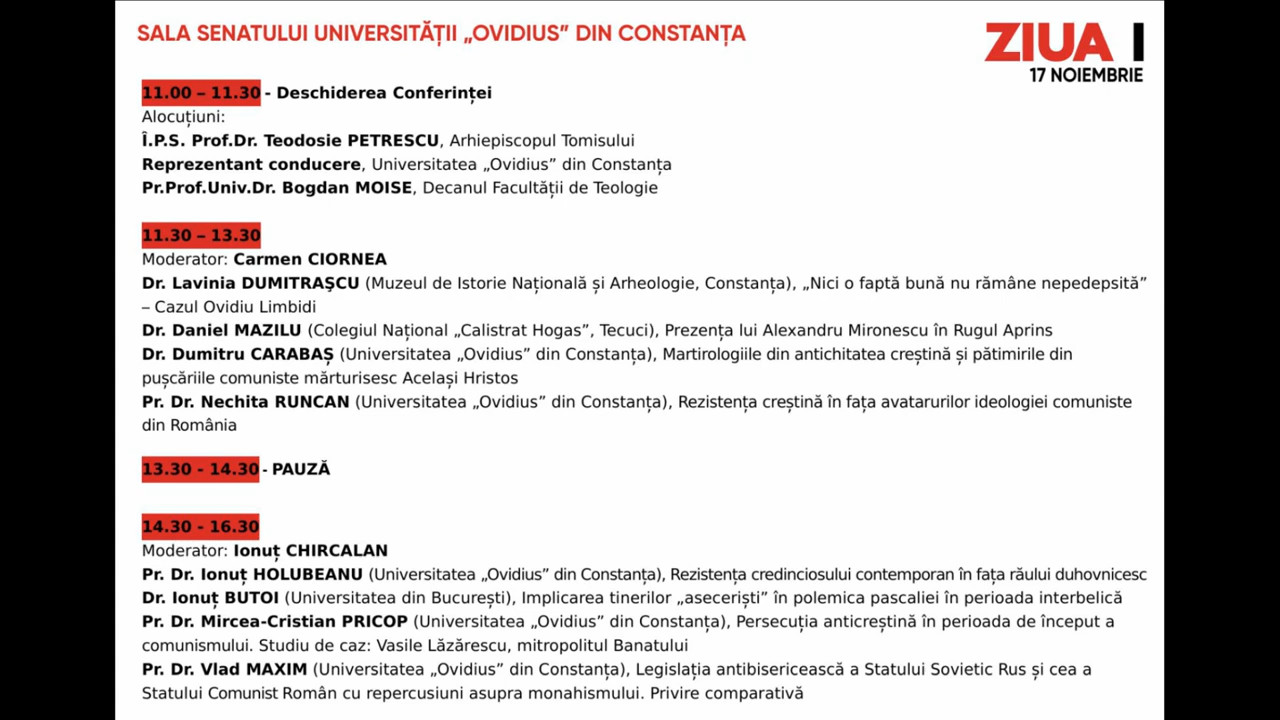 SALA SENATULUI UNIVERSITĂȚII „OVIDIUS” DIN CONSTANȚA
ZIUA I
17 NOIEMBRIE
11.00 – 11.30 - Deschiderea Conferinței
Alocuțiuni:
Î.P.S. Prof.Dr. Teodosie PETRESCU, Arhiepiscopul Tomisului
Reprezentant conducere, Universitatea „Ovidius” din Constanța
Pr.Prof.Univ.Dr. Bogdan MOISE, Decanul Facultății de Teologie
11.30 – 13.30
Moderator: Carmen CIORNEA
Dr. Lavinia DUMITRAŞCU (Muzeul de Istorie Națională și Arheologie, Constanța), „Nici o faptă bună nu rămâne nepedepsită”
– Cazul Ovidiu Limbidi
Dr. Daniel MAZILU (Colegiul Național „Calistrat Hogas”, Tecuci), Prezența lui Alexandru Mironescu în Rugul Aprins
Dr. Dumitru CARABAȘ (Universitatea „Ovidius” din Constanța), Martirologiile din antichitatea creștină și pătimirile din
pușcăriile comuniste mărturisesc Același Hristos
Pr. Dr. Nechita RUNCAN (Universitatea „Ovidius” din Constanța), Rezistența creștină în fața avatarurilor ideologiei comuniste
din România
13.30 - 14.30 - PAUZĂ
14.30 - 16.30
Moderator: Ionuț CHIRCALAN
Pr. Dr. Ionuț HOLUBEANU (Universitatea „Ovidius” din Constanța), Rezistența credinciosului contemporan în fața răului duhovnicesc
Dr. Ionuț BUTOI (Universitatea din București), Implicarea tinerilor „aseceriști” în polemica pascaliei în perioada interbelică
Pr. Dr. Mircea-Cristian PRICOP (Universitatea „Ovidius” din Constanța), Persecuția anticreștină în perioada de început a
comunismului. Studiu de caz: Vasile Lăzărescu, mitropolitul Banatului
Pr. Dr. Vlad MAXIM (Universitatea „Ovidius” din Constanța), Legislația antibisericească a Statului Sovietic Rus și cea a
Statului Comunist Român cu repercusiuni asupra monahismului. Privire comparativă